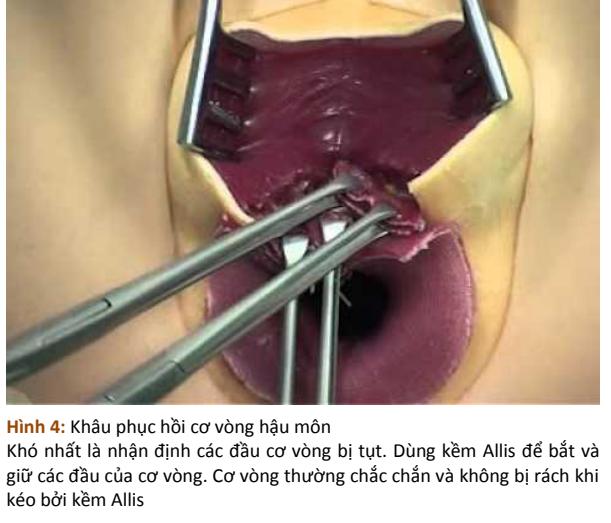 Hình 4: Khâu phục hồi cơ vòng hậu môn
Khó nhất là nhận định các đầu cơ vòng bị tụt. Dùng kềm Allis để bắt và
giữ các đầu của cơ vòng. Cơ vòng thường chắc chắn và không bị rách khi
kéo bởi kềm Allis